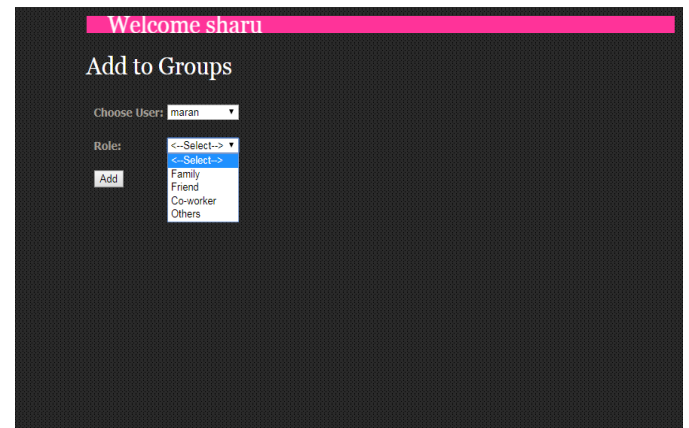 Welcome sharu
Add to Groups
Choose User: maran
Role: <--Select-->
<--Select-->
Family
Friend
Co-worker
Others
Add